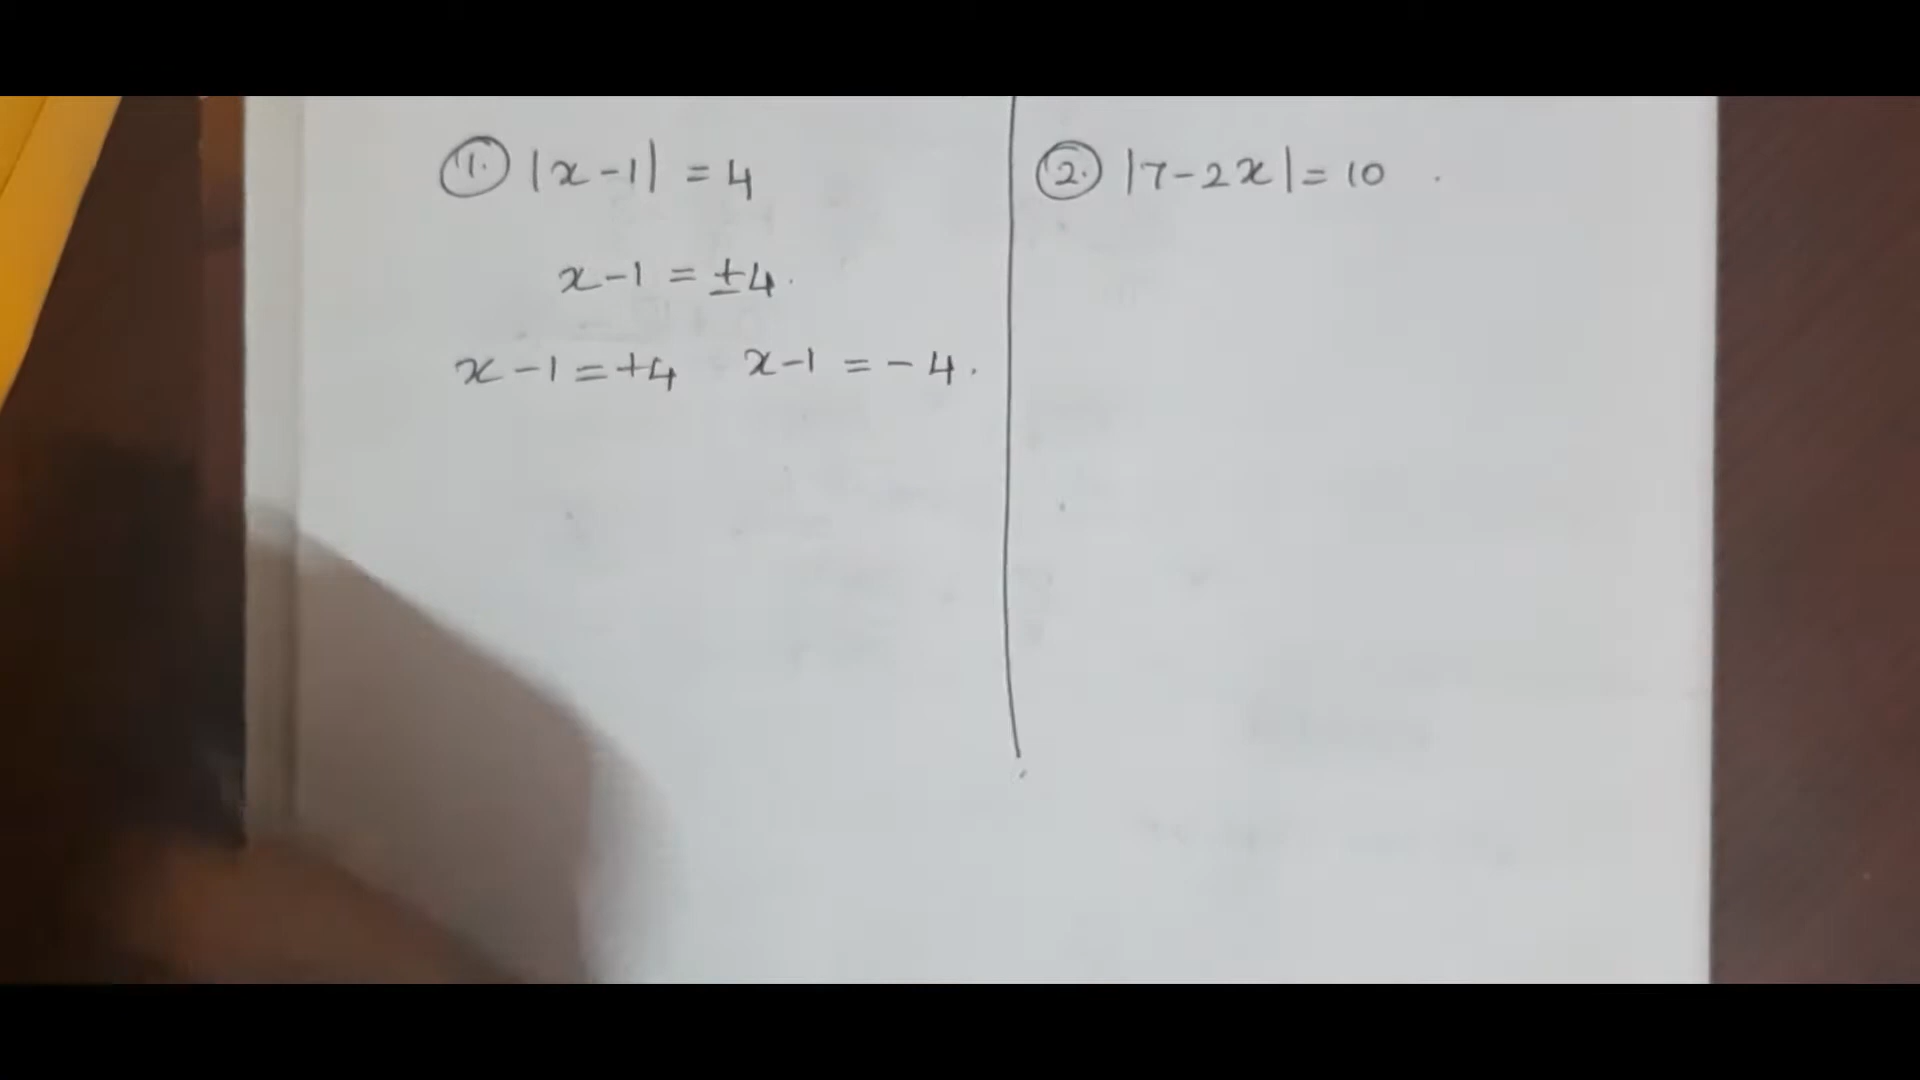 1. |x-1| = 4
x-1 = ±4.
x-1 = +4 x-1 = -4.
2. |7-2x| = 10